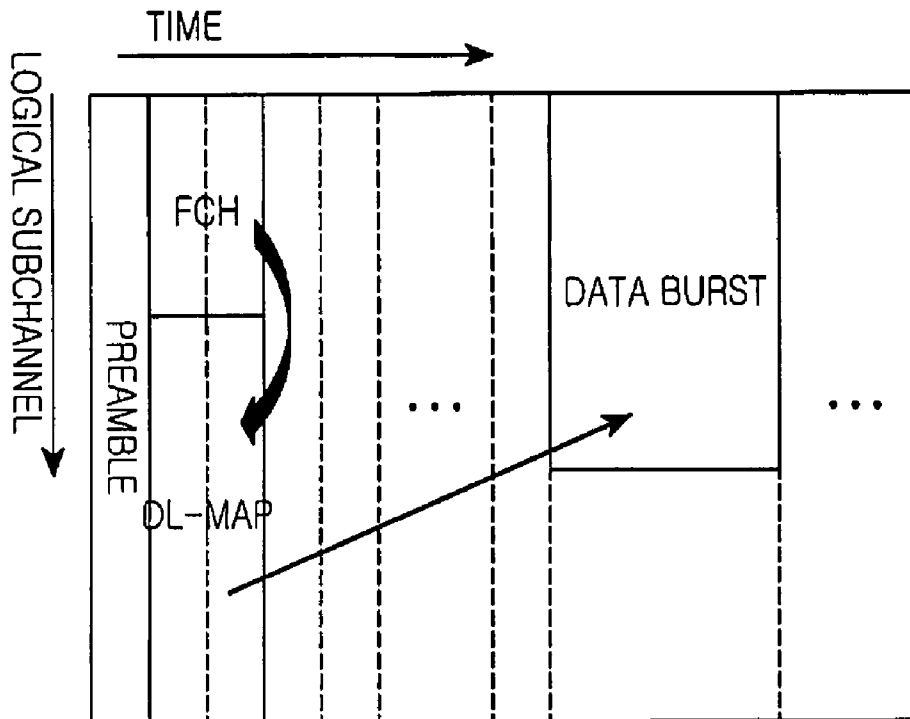 TIME
LOGICAL SUBCHANNEL
PREAMBLE
FCH
DL-MAP
...
DATA BURST
...